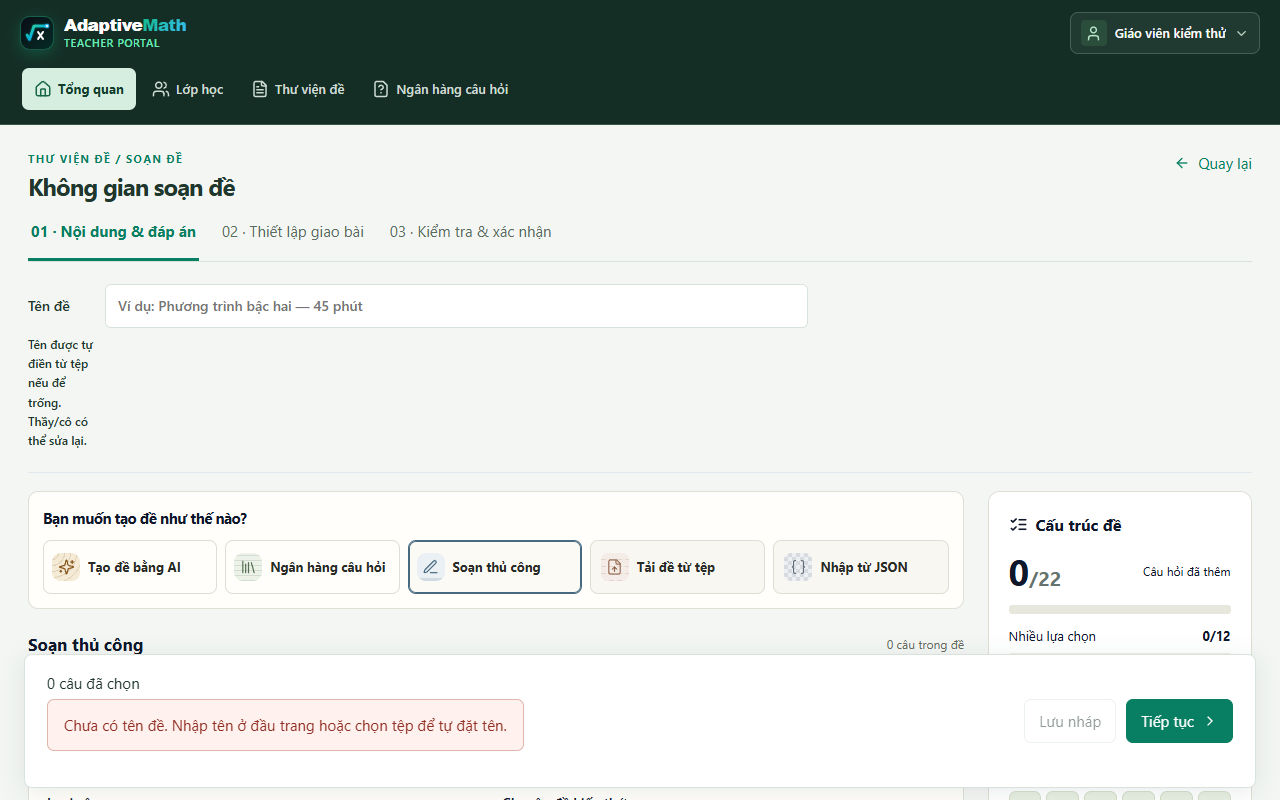 AdaptiveMath
TEACHER PORTAL
Giáo viên kiểm thử
Tổng quan
Lớp học
Thư viện đề
Ngân hàng câu hỏi
THƯ VIỆN ĐỀ / SOẠN ĐỀ
Quay lại
Không gian soạn đề
01 · Nội dung & đáp án
02 · Thiết lập giao bài
03 · Kiểm tra & xác nhận
Tên đề
Ví dụ: Phương trình bậc hai — 45 phút
Tên được tự
điền từ tệp
nếu để
trống.
Thầy/cô có
thể sửa lại.
Bạn muốn tạo đề như thế nào?
Tạo đề bằng AI
Ngân hàng câu hỏi
Soạn thủ công
Tải đề từ tệp
Nhập từ JSON
Cấu trúc đề
0/22
Câu hỏi đã thêm
Nhiều lựa chọn
0/12
Soạn thủ công
0 câu trong đề
0 câu đã chọn
Chưa có tên đề. Nhập tên ở đầu trang hoặc chọn tệp để tự đặt tên.
Lưu nháp
Tiếp tục